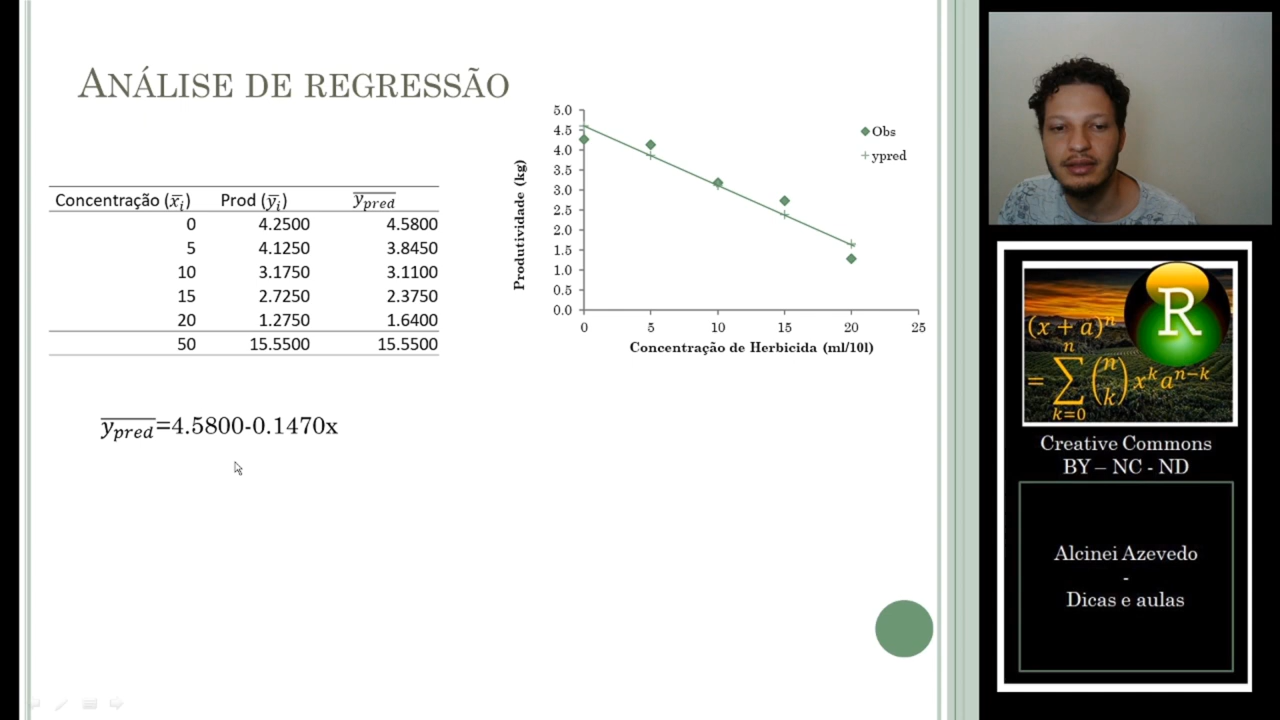 ANÁLISE DE REGRESSÃO
Concentração (x̅ᵢ) Prod (y̅ᵢ) y̅pred
0 4.2500 4.5800
5 4.1250 3.8450
10 3.1750 3.1100
15 2.7250 2.3750
20 1.2750 1.6400
50 15.5500 15.5500
y̅pred=4.5800-0.1470x
Produtividade (kg)
5.0
4.5
4.0
3.5
3.0
2.5
2.0
1.5
1.0
0.5
0.0
0 5 10 15 20 25
Concentração de Herbicida (ml/10l)
Obs
ypred
R
(x + a)ⁿ
n
= ∑ (n k) xᵏaⁿ⁻ᵏ
k=0
Creative Commons
BY – NC - ND
Alcinei Azevedo
-
Dicas e aulas